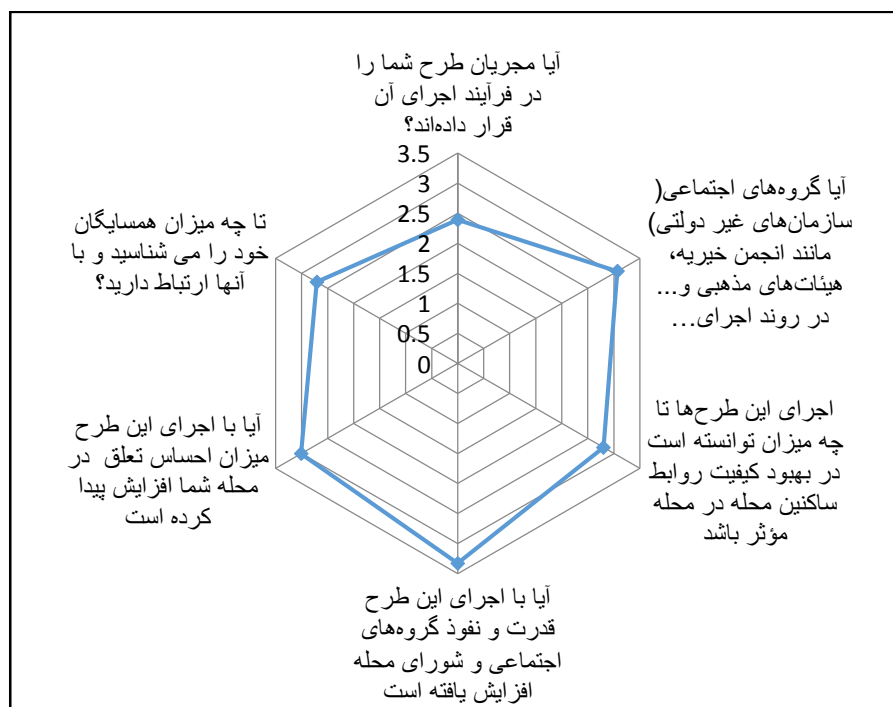 آیا مجریان طرح شما را
در فرآیند اجرای آن
قرار داده‌اند؟
3.5
3
2.5
2
1.5
1
0.5
0
آیا گروه‌های اجتماعی(
سازمان‌های غیر دولتی)
مانند انجمن خیریه،
هیئات‌های مذهبی و...
در روند اجرای...
اجرای این طرح‌ها تا
چه میزان توانسته است
در بهبود کیفیت روابط
ساکنین محله در محله
مؤثر باشد
آیا با اجرای این طرح
قدرت و نفوذ گروه‌های
اجتماعی و شورای محله
افزایش یافته است
آیا با اجرای این طرح
میزان احساس تعلق در
محله شما افزایش پیدا
کرده است
تا چه میزان همسایگان
خود را می شناسید و با
آنها ارتباط دارید؟